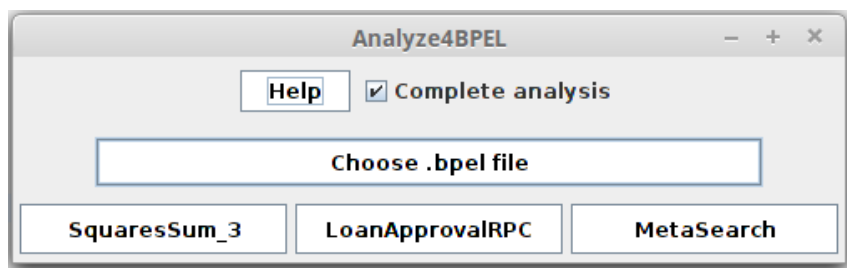 Analyze4BPEL
Help Complete analysis
Choose .bpel file
SquaresSum_3 LoanApprovalRPC MetaSearch